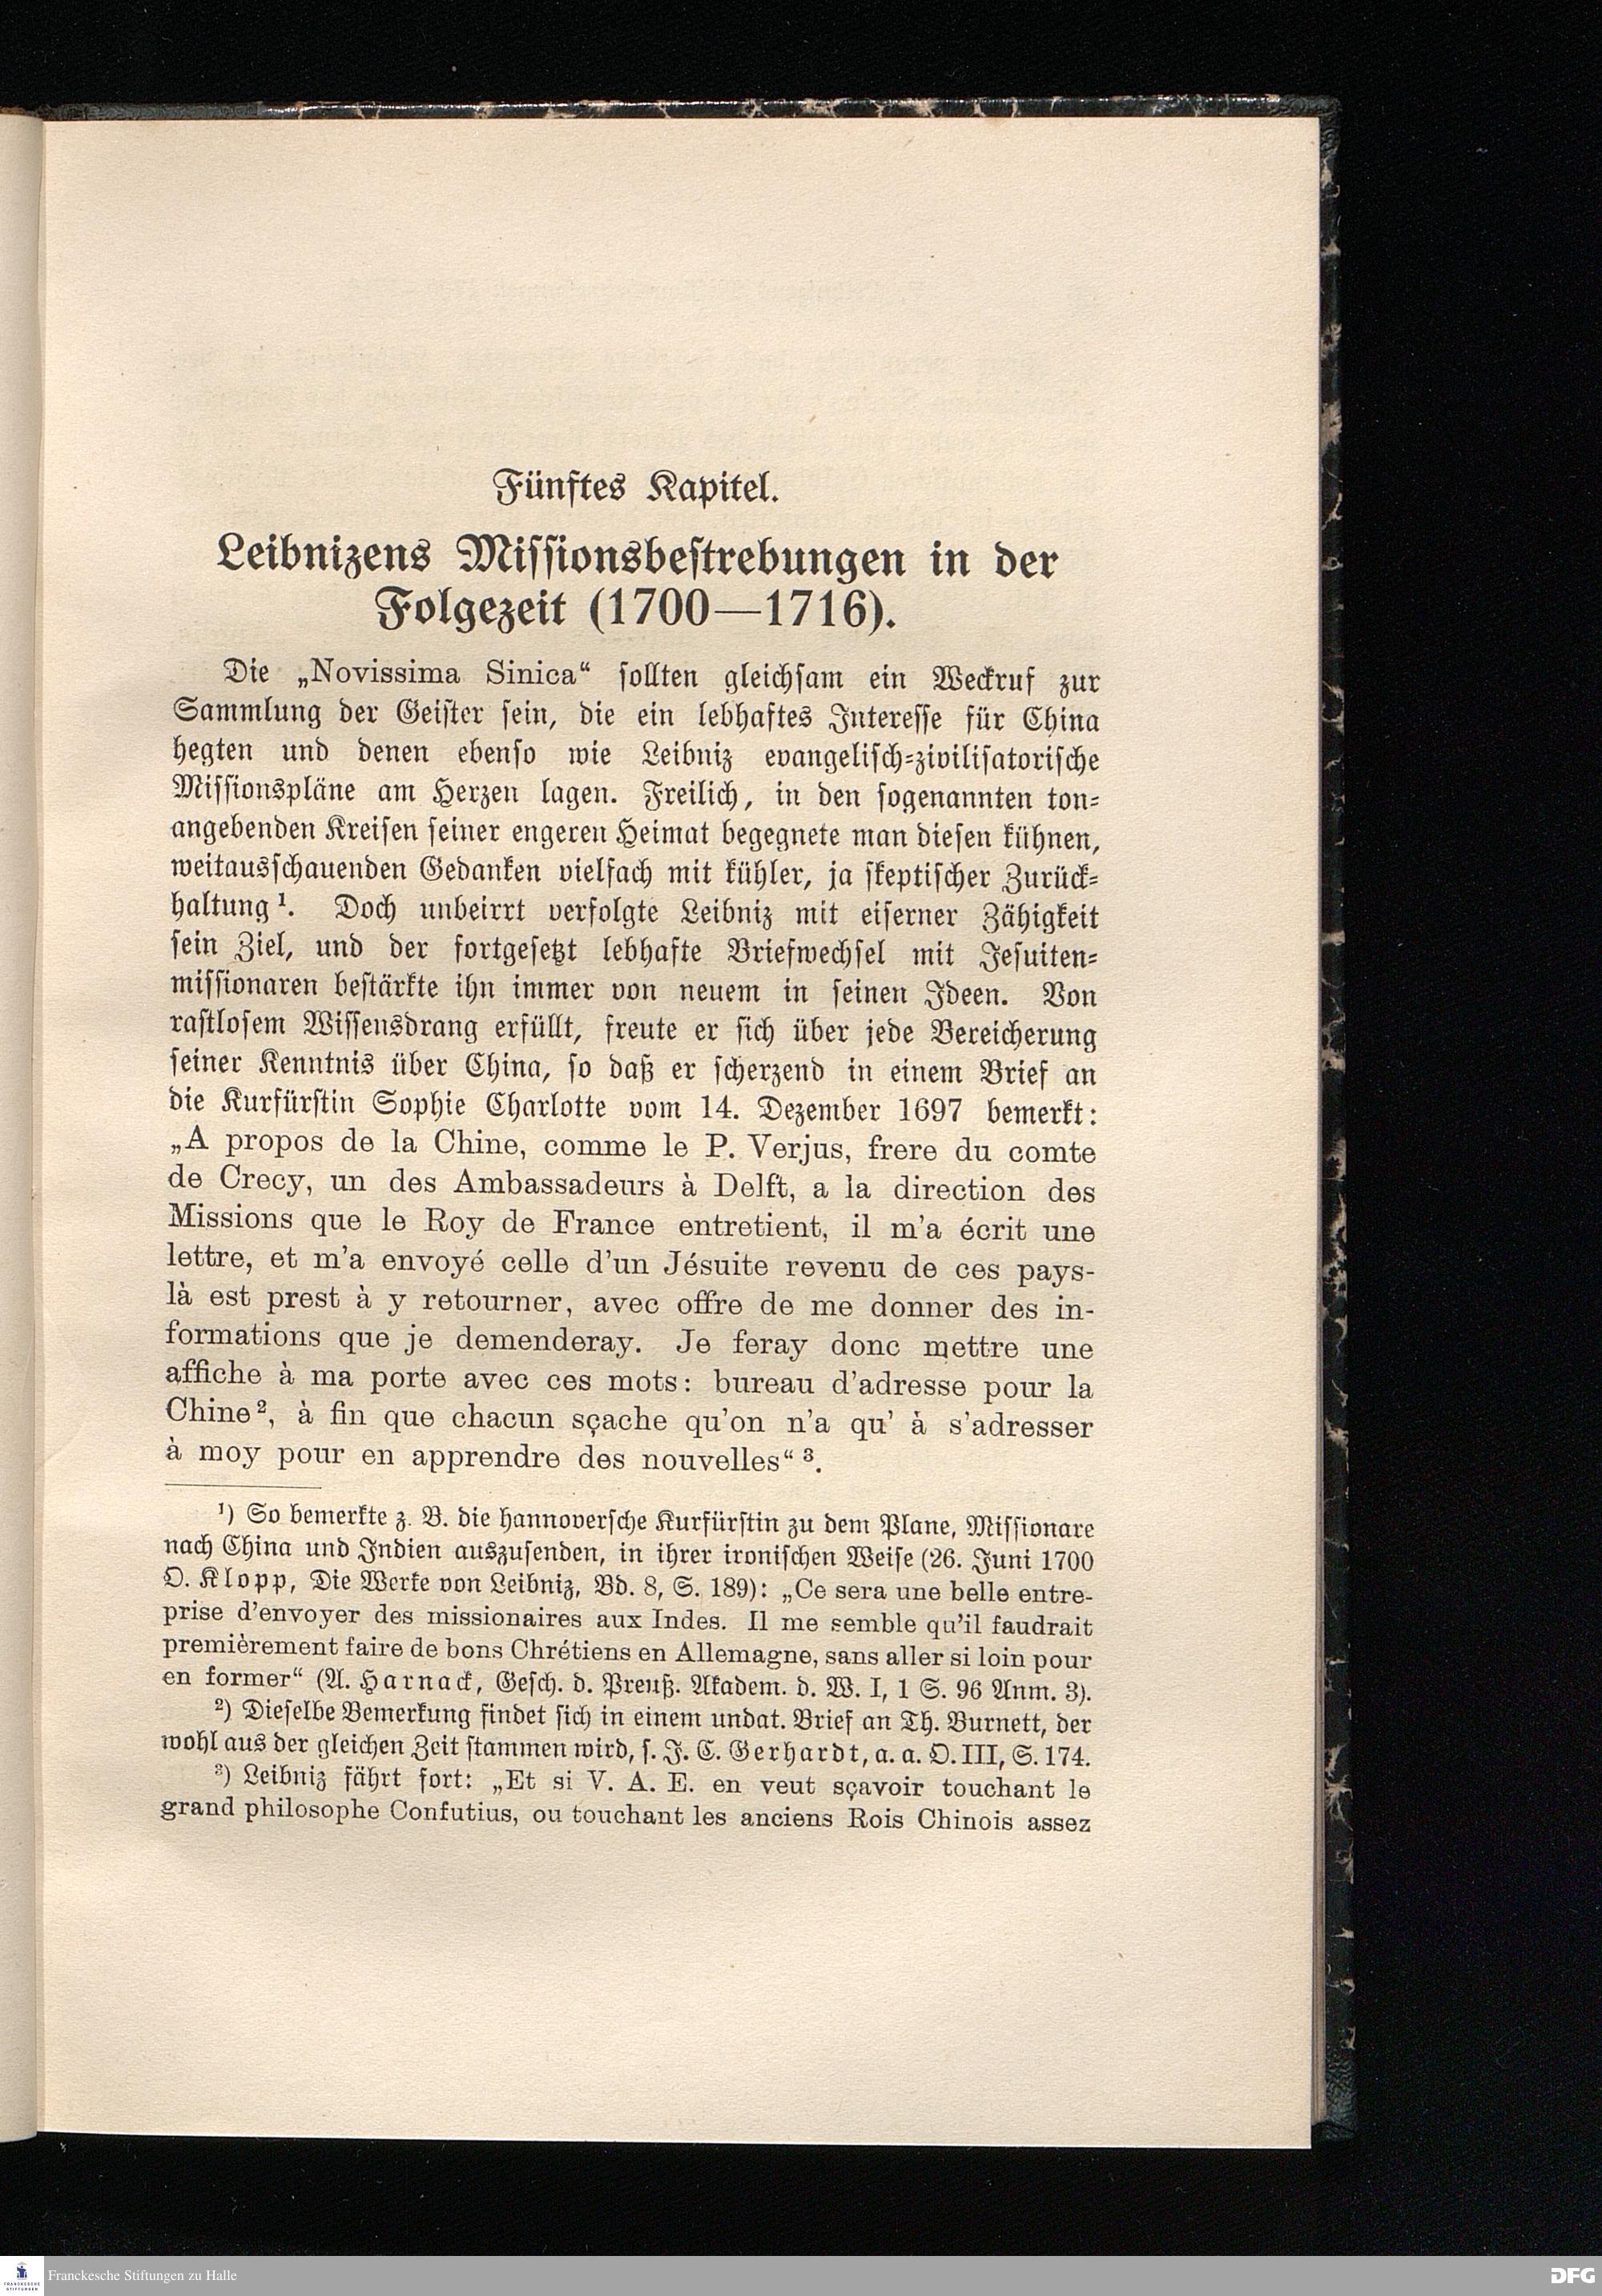 Fünftes Kapitel.
Leibnizens Missionsbestrebungen in der
Folgezeit (1700—1716).
Die „Novissima Sinica“ sollten gleichsam ein Weckruf zur
Sammlung der Geister sein, die ein lebhaftes Interesse für China
hegten und denen ebenso wie Leibniz evangelisch-zivilisatorische
Missionspläne am Herzen lagen. Freilich, in den sogenannten ton-
angebenden Kreisen seiner engeren Heimat begegnete man diesen kühnen,
weitausschauenden Gedanken vielfach mit kühler, ja skeptischer Zurück-
haltung¹. Doch unbeirrt verfolgte Leibniz mit eiserner Zähigkeit
sein Ziel, und der fortgesetzt lebhafte Briefwechsel mit Jesuiten-
missionaren bestärkte ihn immer von neuem in seinen Ideen. Von
rastlosem Wissensdrang erfüllt, freute er sich über jede Bereicherung
seiner Kenntnis über China, so daß er scherzend in einem Brief an
die Kurfürstin Sophie Charlotte vom 14. Dezember 1697 bemerkt:
„A propos de la Chine, comme le P. Verjus, frere du comte
de Crecy, un des Ambassadeurs à Delft, a la direction des
Missions que le Roy de France entretient, il m'a écrit une
lettre, et m'a envoyé celle d'un Jésuite revenu de ces pays-
là est prest à y retourner, avec offre de me donner des in-
formations que je demenderay. Je feray donc mettre une
affiche à ma porte avec ces mots: bureau d'adresse pour la
Chine², à fin que chacun sçache qu'on n'a qu' à s'adresser
à moy pour en apprendre des nouvelles“³.
¹) So bemerkte z. B. die hannoversche Kurfürstin zu dem Plane, Missionare
nach China und Indien auszusenden, in ihrer ironischen Weise (26. Juni 1700
O. Klopp, Die Werke von Leibniz, Bd. 8, S. 189): „Ce sera une belle entre-
prise d'envoyer des missionaires aux Indes. Il me semble qu'il faudrait
premièrement faire de bons Chrétiens en Allemagne, sans aller si loin pour
en former“ (A. Harnack, Gesch. d. Preuß. Akadem. d. W. I, 1 S. 96 Anm. 3).
²) Dieselbe Bemerkung findet sich in einem undat. Brief an Th. Burnett, der
wohl aus der gleichen Zeit stammen wird, s. J. C. Gerhardt, a. a. O. III, S. 174.
³) Leibniz fährt fort: „Et si V. A. E. en veut sçavoir touchant le
grand philosophe Confutius, ou touchant les anciens Rois Chinois assez
FRANCKESCHE
STIFTUNGEN
Franckesche Stiftungen zu Halle
DFG